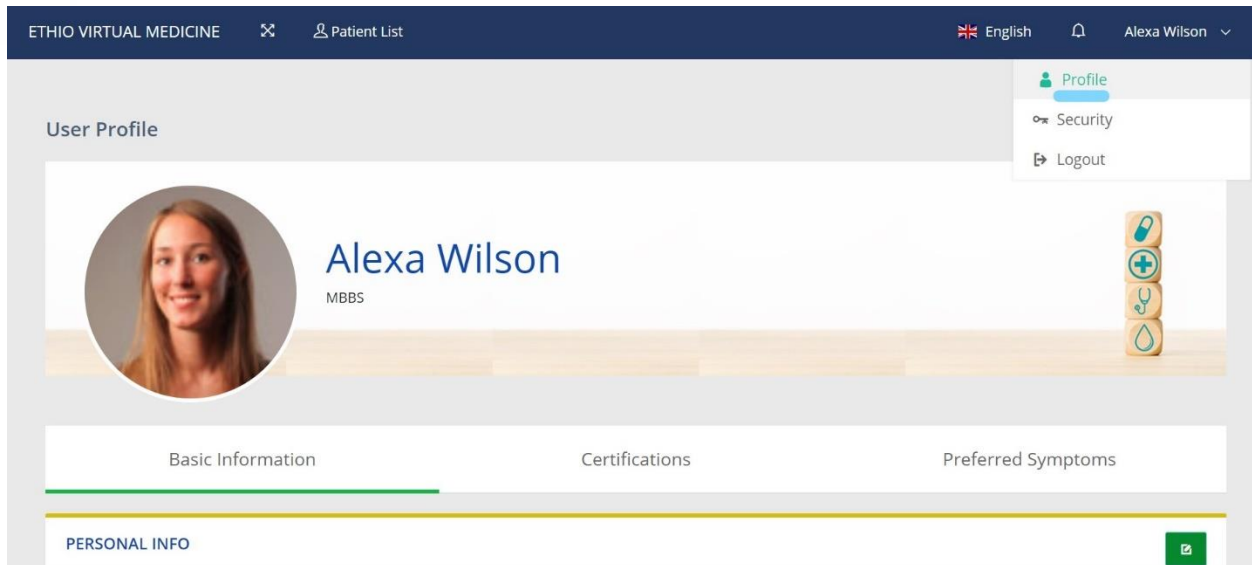 ETHIO VIRTUAL MEDICINE Patient List English Alexa Wilson
Profile
Security
Logout
User Profile
Alexa Wilson
MBBS
Basic Information Certifications Preferred Symptoms
PERSONAL INFO